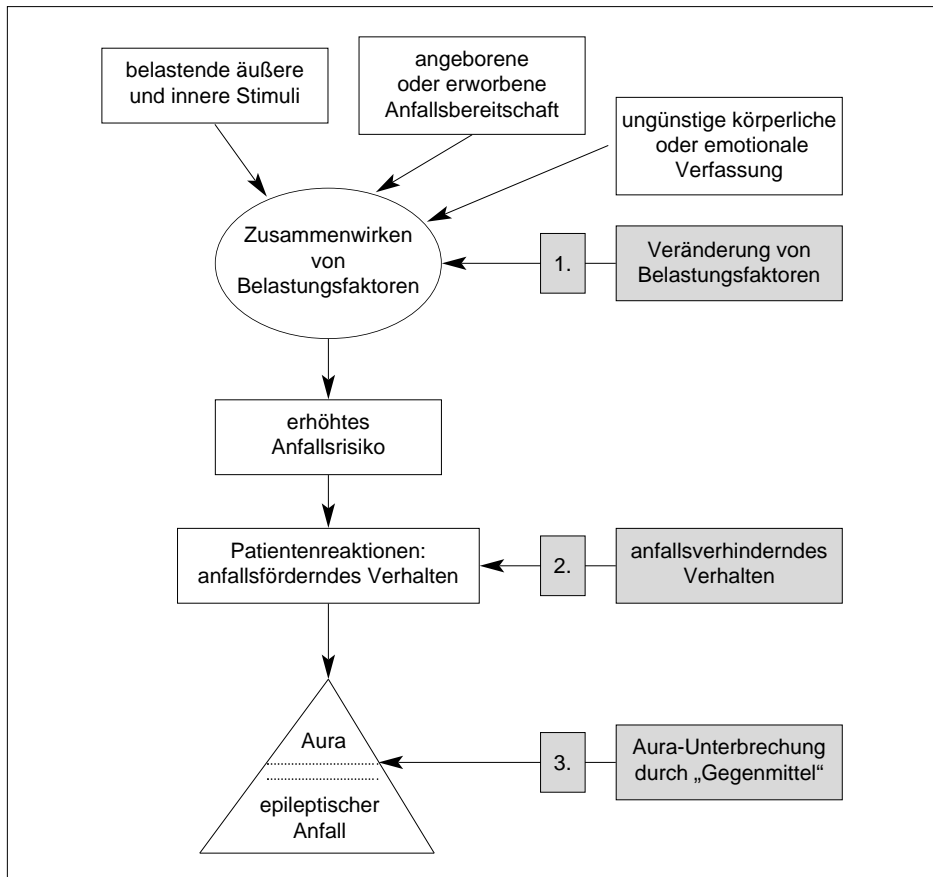 belastende äußere
und innere Stimuli
angeborene
oder erworbene
Anfallsbereitschaft
ungünstige körperliche
oder emotionale
Verfassung
Zusammenwirken
von
Belastungsfaktoren
1.
Veränderung von
Belastungsfaktoren
erhöhtes
Anfallsrisiko
Patientenreaktionen:
anfallsförderndes Verhalten
2.
anfallsverhinderndes
Verhalten
Aura
3.
Aura-Unterbrechung
durch „Gegenmittel“
epileptischer
Anfall